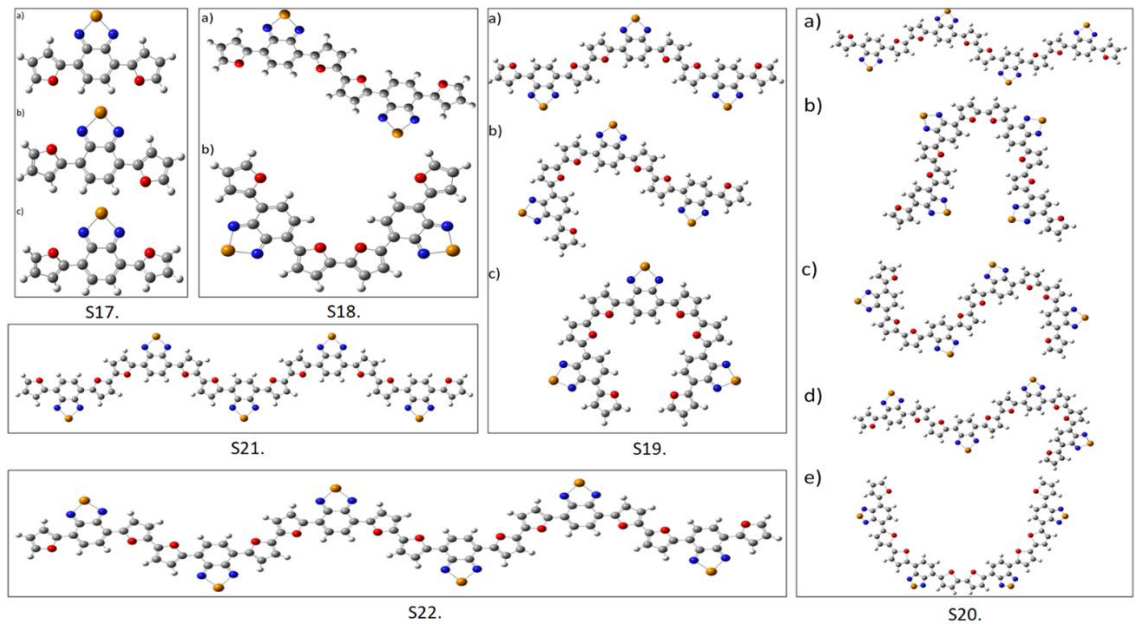 a)
b)
c)
S17.
a)
b)
S18.
a)
b)
c)
S19.
a)
b)
c)
d)
e)
S20.
S21.
S22.